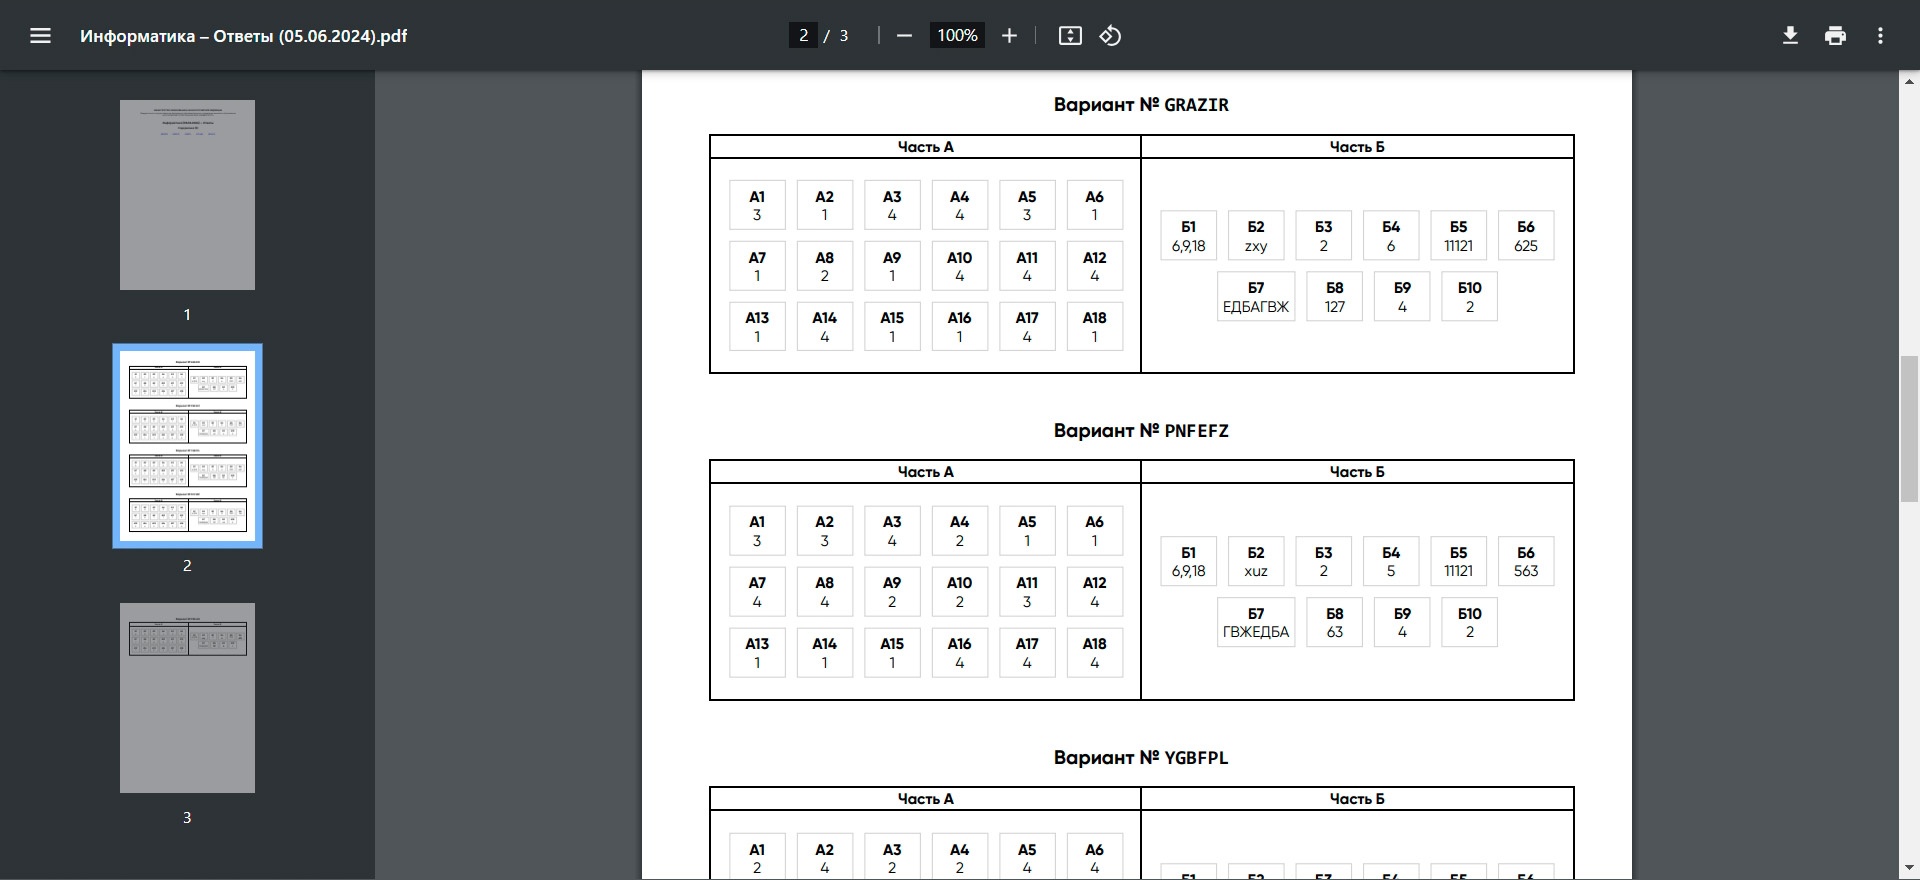 Информатика – Ответы (05.06.2024).pdf
2 / 3
100%
1
2
3
Вариант № GRAZIR
Часть А Часть Б
А1 А2 А3 А4 А5 А6
3 1 4 4 3 1
А7 А8 А9 А10 А11 А12
1 2 1 4 4 4
А13 А14 А15 А16 А17 А18
1 4 1 1 4 1
Б1 Б2 Б3 Б4 Б5 Б6
6,9,18 zxy 2 6 11121 625
Б7 Б8 Б9 Б10
ЕДБАГВЖ 127 4 2
Вариант № PNFEFZ
Часть А Часть Б
А1 А2 А3 А4 А5 А6
3 3 4 2 1 1
А7 А8 А9 А10 А11 А12
4 4 2 2 3 4
А13 А14 А15 А16 А17 А18
1 1 1 4 4 4
Б1 Б2 Б3 Б4 Б5 Б6
6,9,18 xuz 2 5 11121 563
Б7 Б8 Б9 Б10
ГВЖЕДБА 63 4 2
Вариант № YGBFPL
Часть А Часть Б
А1 А2 А3 А4 А5 А6
2 4 2 2 4 4
Б1 Б2 Б3 Б4 Б5 Б6